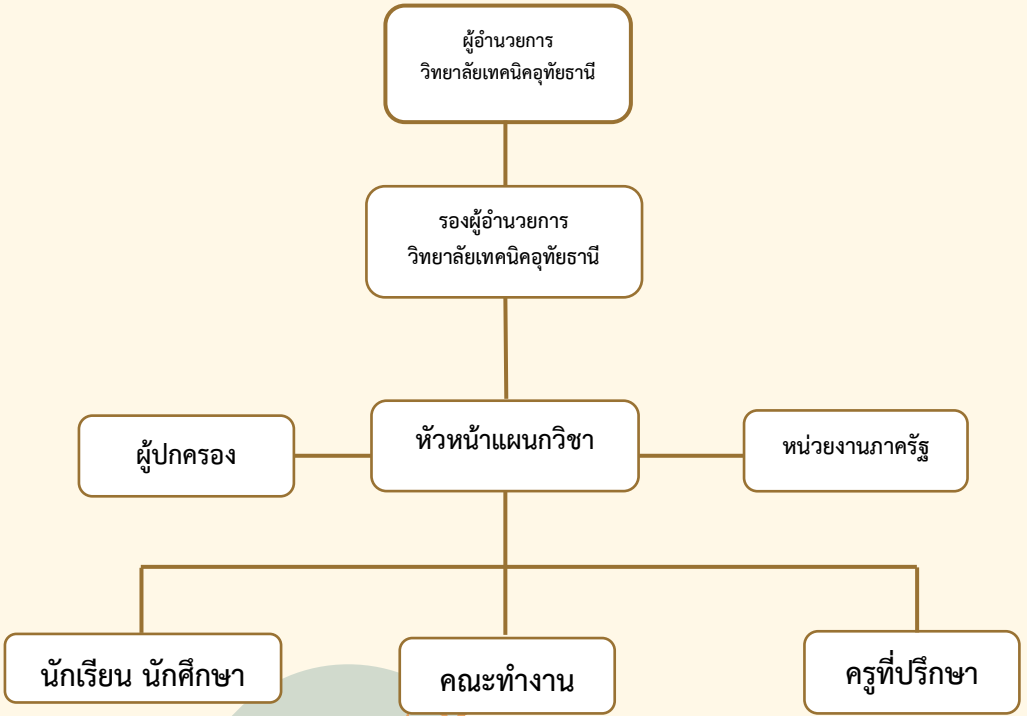 ผู้อำนวยการ
วิทยาลัยเทคนิคอุทัยธานี
รองผู้อำนวยการ
วิทยาลัยเทคนิคอุทัยธานี
ผู้ปกครอง
หัวหน้าแผนกวิชา
หน่วยงานภาครัฐ
นักเรียน นักศึกษา
คณะทำงาน
ครูที่ปรึกษา